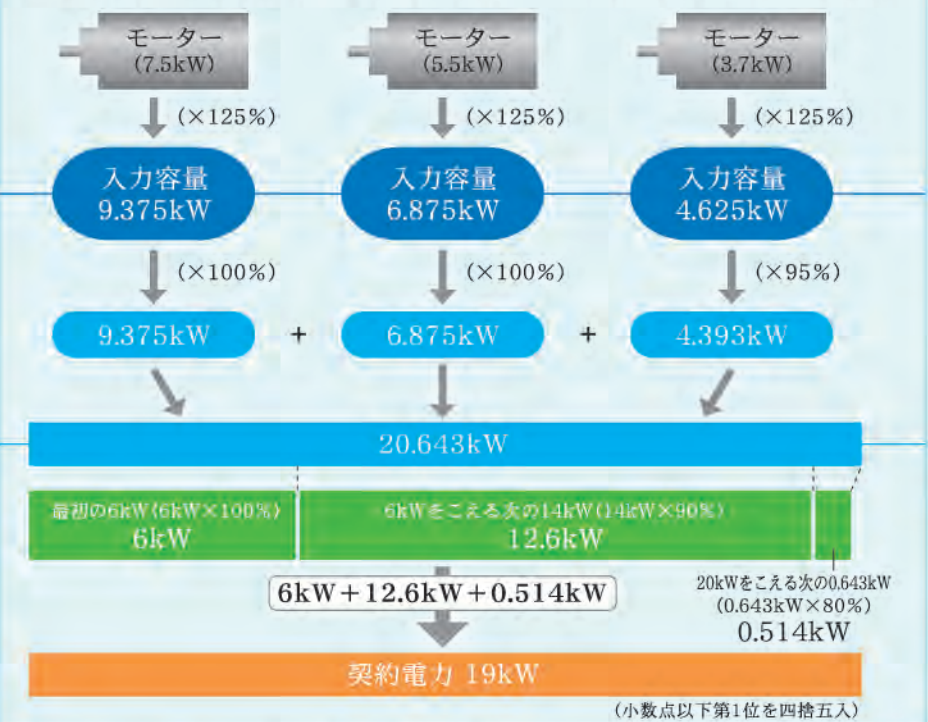 モーター
(7.5kW)
モーター
(5.5kW)
モーター
(3.7kW)
(×125%)
(×125%)
(×125%)
入力容量
9.375kW
入力容量
6.875kW
入力容量
4.625kW
(×100%)
(×100%)
(×95%)
9.375kW
+
6.875kW
+
4.393kW
20.643kW
最初の6kW(6kW×100%)
6kW
6kWをこえる次の14kW(14kW×90%)
12.6kW
20kWをこえる次の0.643kW
(0.643kW×80%)
0.514kW
6kW+12.6kW+0.514kW
契約電力 19kW
(小数点以下第1位を四捨五入)